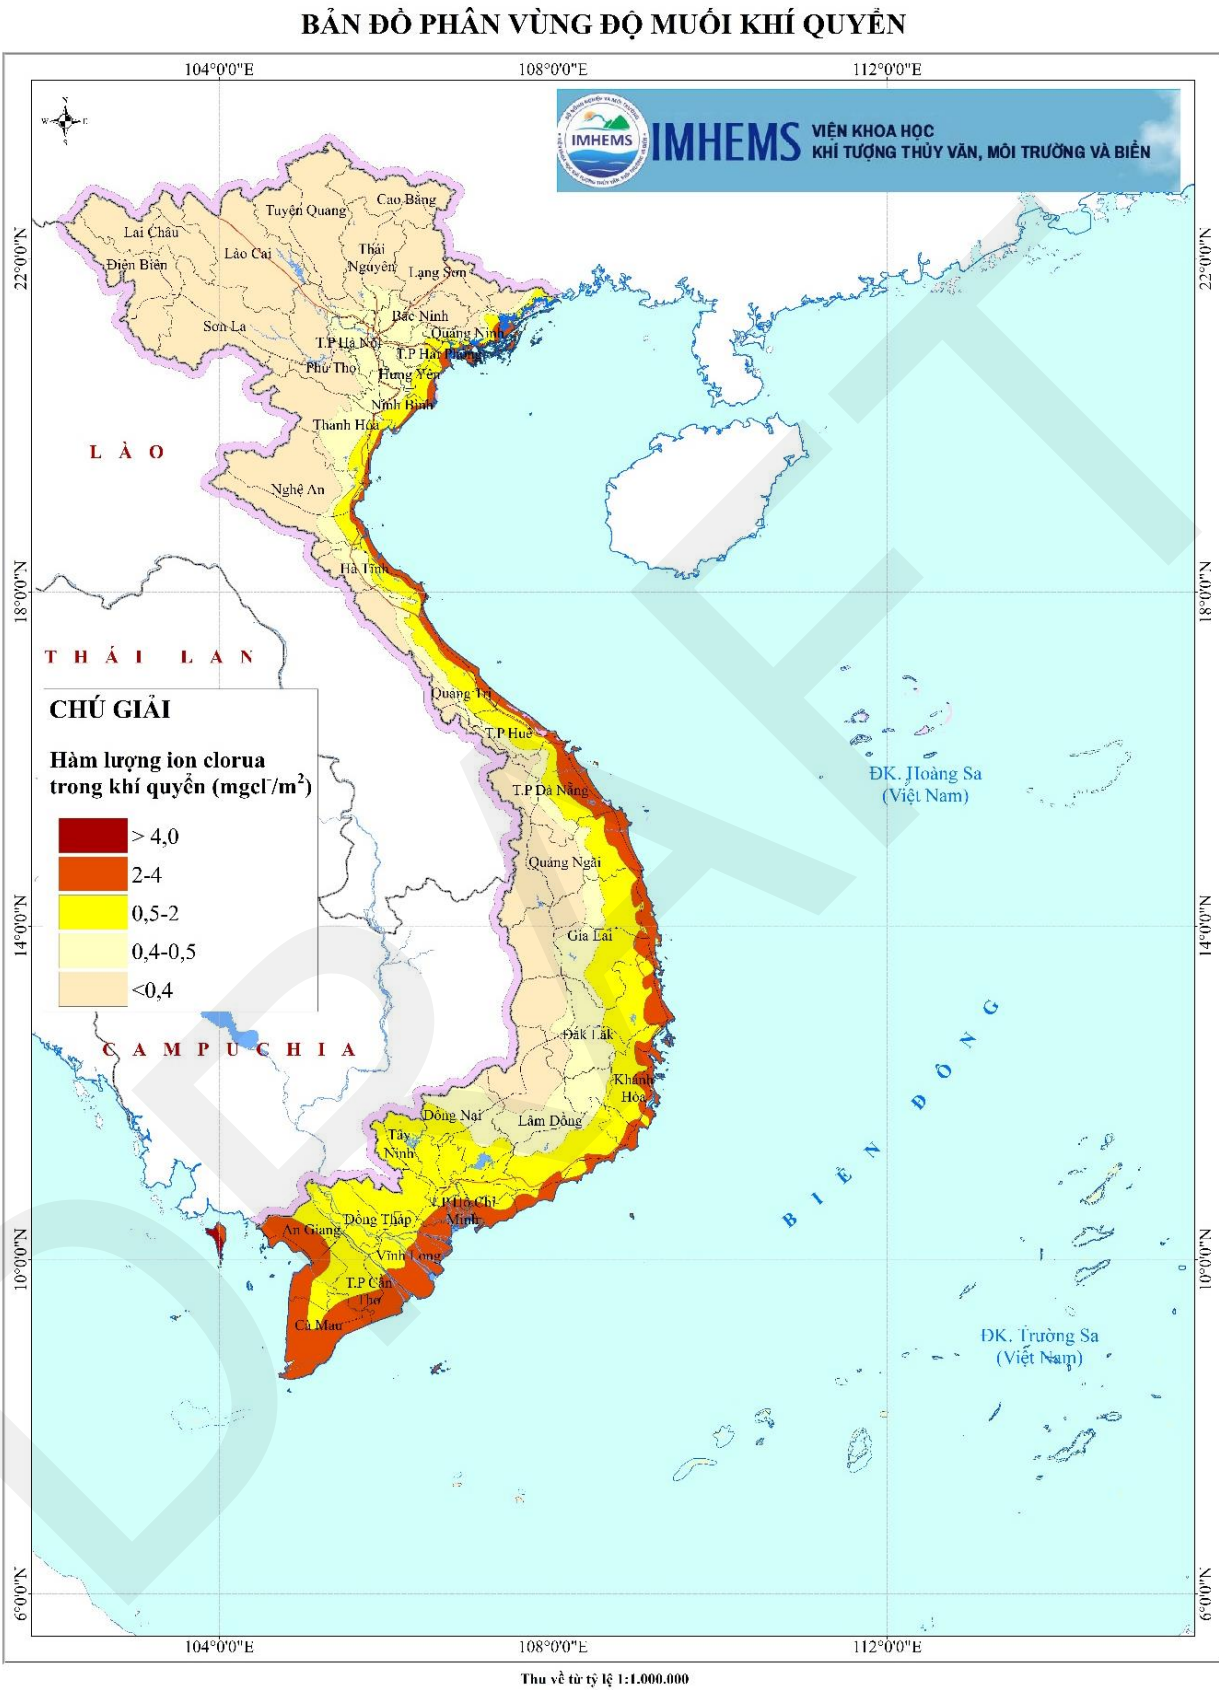 BẢN ĐỒ PHÂN VÙNG ĐỘ MUỐI KHÍ QUYỂN
104°0'0"E
108°0'0"E
112°0'0"E
N
W E
S
IMHEMS
IMHEMS
VIỆN KHOA HỌC
KHÍ TƯỢNG THỦY VĂN, MÔI TRƯỜNG VÀ BIỂN
22°0'0"N
22°0'0"N
Cao Bằng
Tuyên Quang
Lai Châu
Lào Cai
Thái
Nguyên
Điện Biên
Lạng Sơn
Bắc Ninh
Sơn La
Quảng Ninh
T.P Hà Nội
T.P Hải Phòng
Phú Thọ
Hưng Yên
Ninh Bình
Thanh Hóa
LÀO
Nghệ An
Hà Tĩnh
18°0'0"N
18°0'0"N
THÁI LAN
Quảng Trị
T.P Huế
CHÚ GIẢI
Hàm lượng ion clorua
trong khí quyển (mgcl⁻/m²)
> 4,0
2-4
0,5-2
0,4-0,5
<0,4
ĐK. Hoàng Sa
(Việt Nam)
T.P Đà Nẵng
Quảng Ngãi
14°0'0"N
14°0'0"N
Gia Lai
Đắk Lắk
CAMPUCHIA
Khánh
Hòa
BIỂN ĐÔNG
Đồng Nai
Lâm Đồng
Tây
Ninh
T.P Hồ Chí
Minh
Đồng Tháp
An Giang
Vĩnh Long
10°0'0"N
10°0'0"N
T.P Cần
Thơ
Cà Mau
ĐK. Trường Sa
(Việt Nam)
6°0'0"N
6°0'0"N
104°0'0"E
108°0'0"E
112°0'0"E
Thu về từ tỷ lệ 1:1.000.000
DRAFT